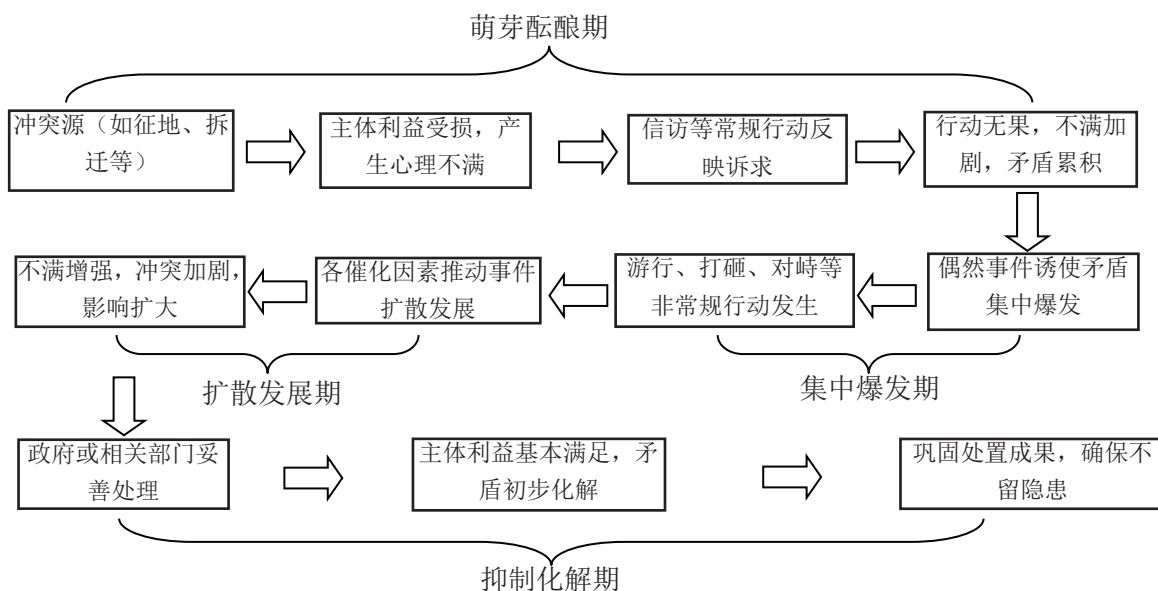 萌芽酝酿期
冲突源（如征地、拆
迁等）
主体利益受损，产
生心理不满
信访等常规行动反
映诉求
行动无果，不满加
剧，矛盾累积
偶然事件诱使矛盾
集中爆发
游行、打砸、对峙等
非常规行动发生
各催化因素推动事件
扩散发展
不满增强，冲突加剧，
影响扩大
扩散发展期
集中爆发期
政府或相关部门妥
善处理
主体利益基本满足，矛
盾初步化解
巩固处置成果，确保不
留隐患
抑制化解期